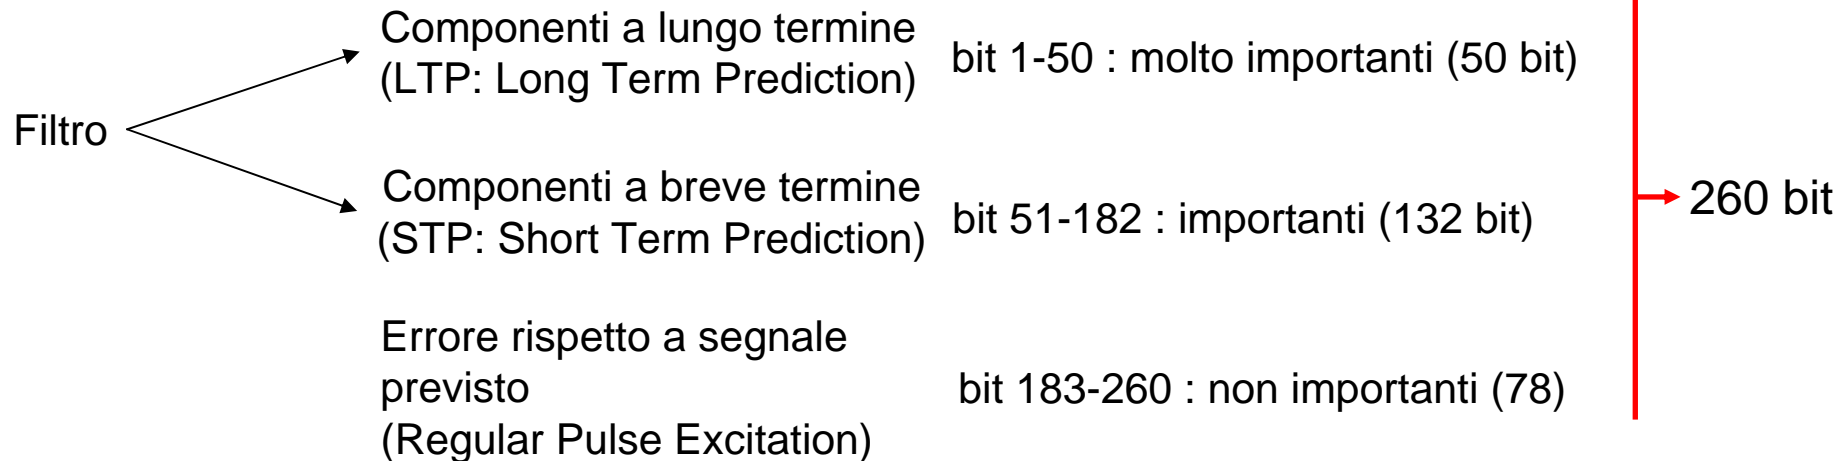 Componenti a lungo termine
(LTP: Long Term Prediction)
bit 1-50 : molto importanti (50 bit)
Filtro
Componenti a breve termine
(STP: Short Term Prediction)
bit 51-182 : importanti (132 bit)
260 bit
Errore rispetto a segnale
previsto
(Regular Pulse Excitation)
bit 183-260 : non importanti (78)